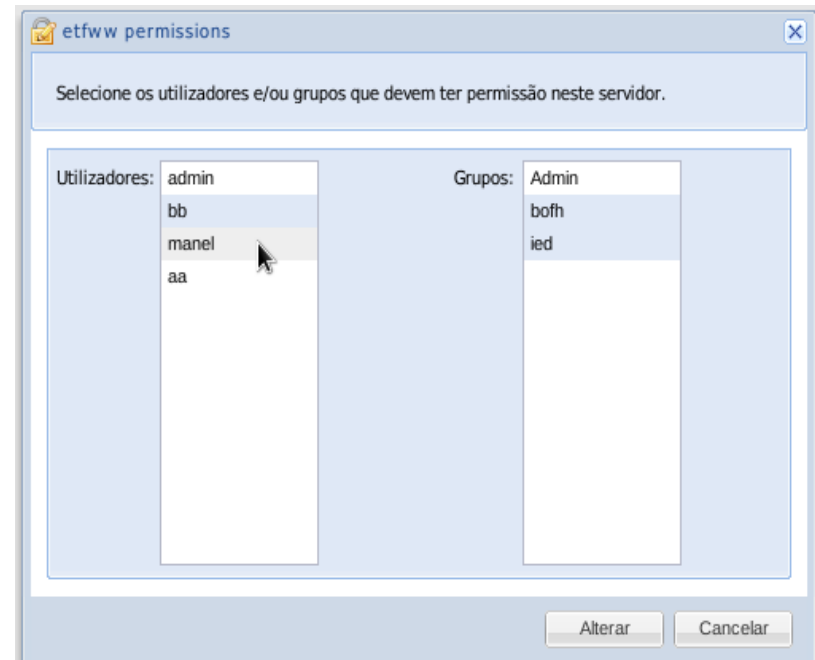 etfww permissions
Selecione os utilizadores e/ou grupos que devem ter permissão neste servidor.
Utilizadores:
admin
bb
manel
aa
Grupos:
Admin
bofh
ied
Alterar
Cancelar